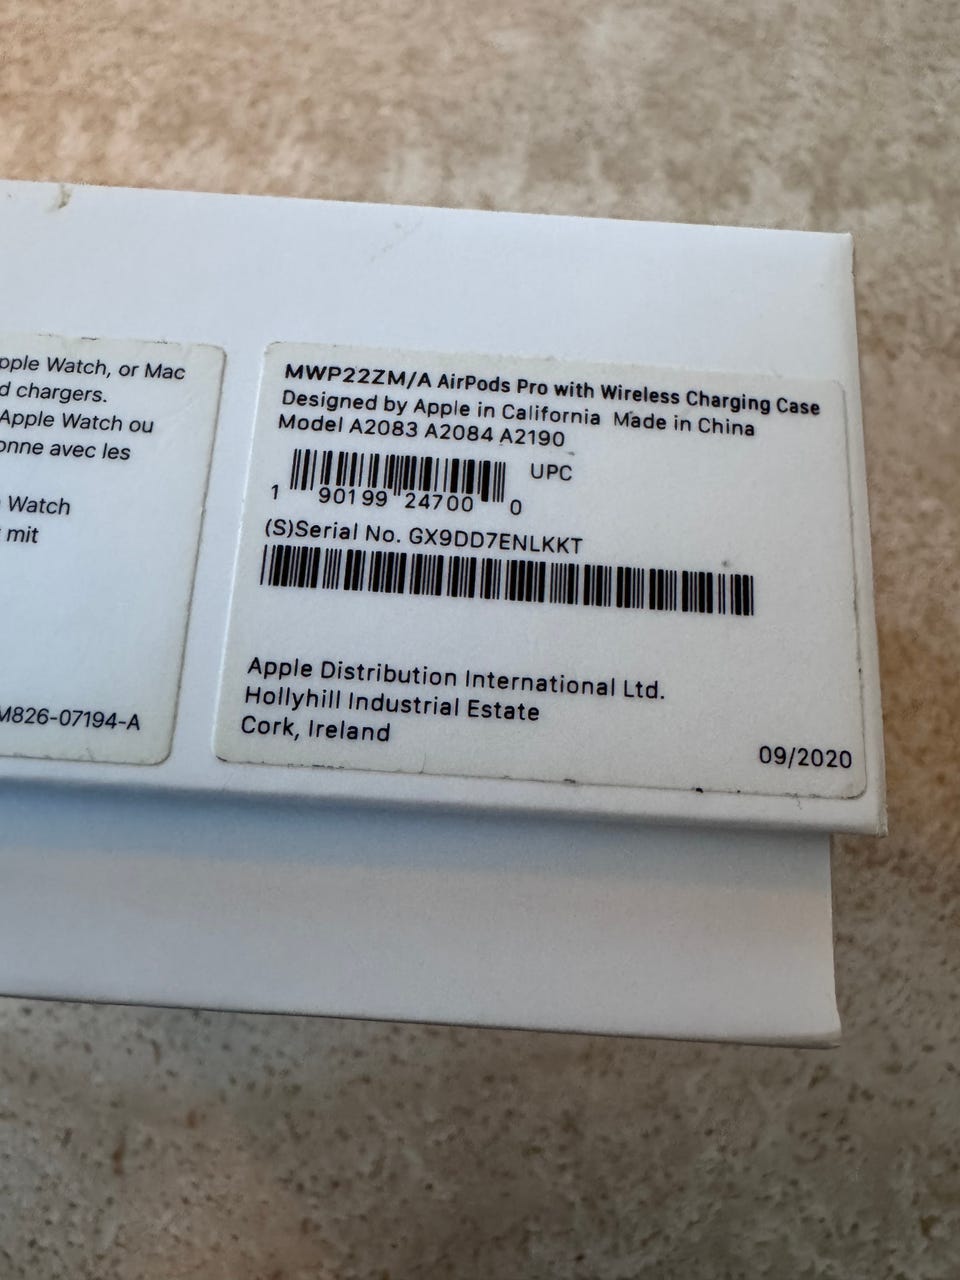 pple Watch, or Mac
d chargers.
Apple Watch ou
onne avec les
Watch
mit
M826-07194-A
MWP22ZM/A AirPods Pro with Wireless Charging Case
Designed by Apple in California Made in China
Model A2083 A2084 A2190
UPC
1 90199 24700 0
(S)Serial No. GX9DD7ENLKKT
Apple Distribution International Ltd.
Hollyhill Industrial Estate
Cork, Ireland
09/2020